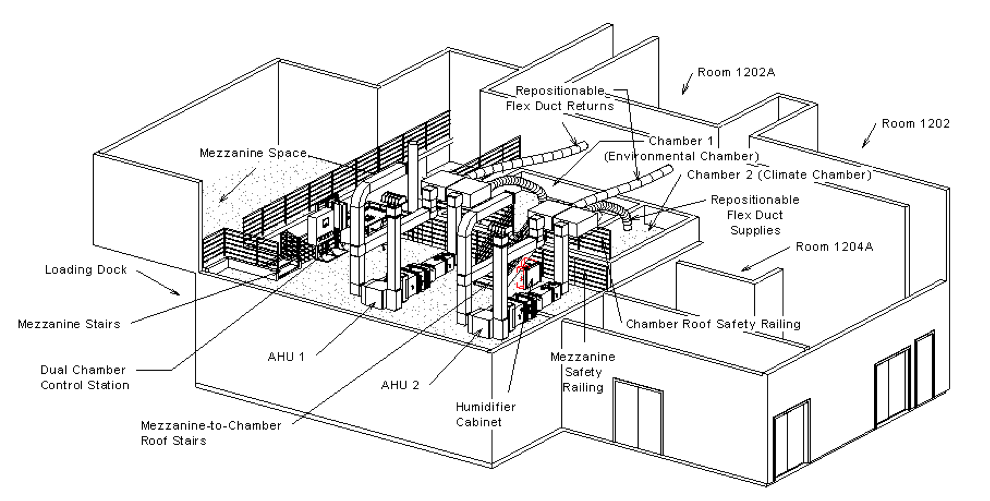 Room 1202A
Repositionable
Flex Duct Returns
Room 1202
Chamber 1
(Environmental Chamber)
Mezzanine Space
Chamber 2 (Climate Chamber)
Repositionable
Flex Duct
Supplies
Room 1204A
Loading Dock
Mezzanine Stairs
Chamber Roof Safety Railing
AHU 1
Mezzanine
Safety
Railing
Dual Chamber
Control Station
AHU 2
Humidifier
Cabinet
Mezzanine-to-Chamber
Roof Stairs